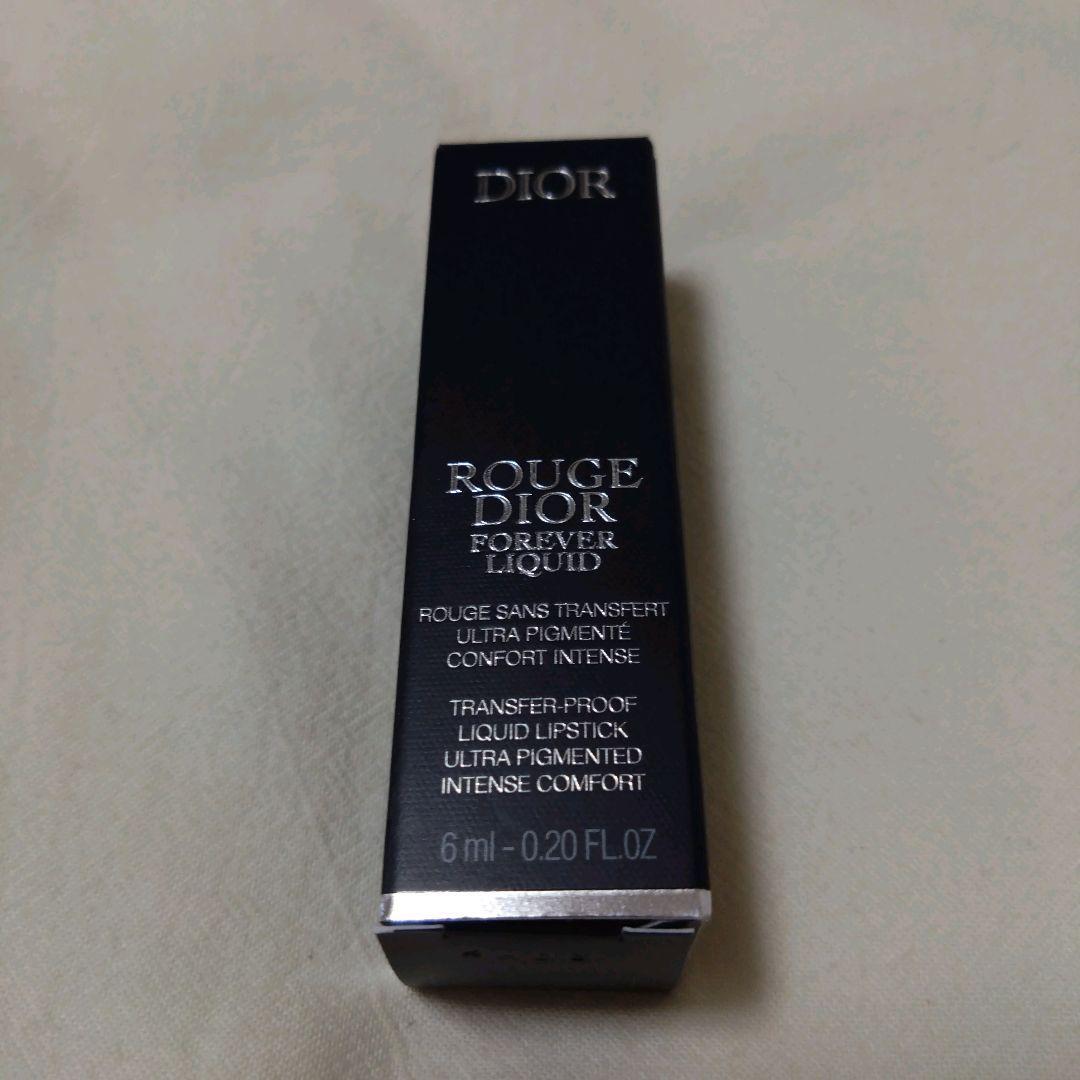 DIOR
ROUGE
DIOR
FOREVER
LIQUID
ROUGE SANS TRANSFERT
ULTRA PIGMENTÉ
CONFORT INTENSE
TRANSFER-PROOF
LIQUID LIPSTICK
ULTRA PIGMENTED
INTENSE COMFORT
6 ml - 0.20 FL.OZ